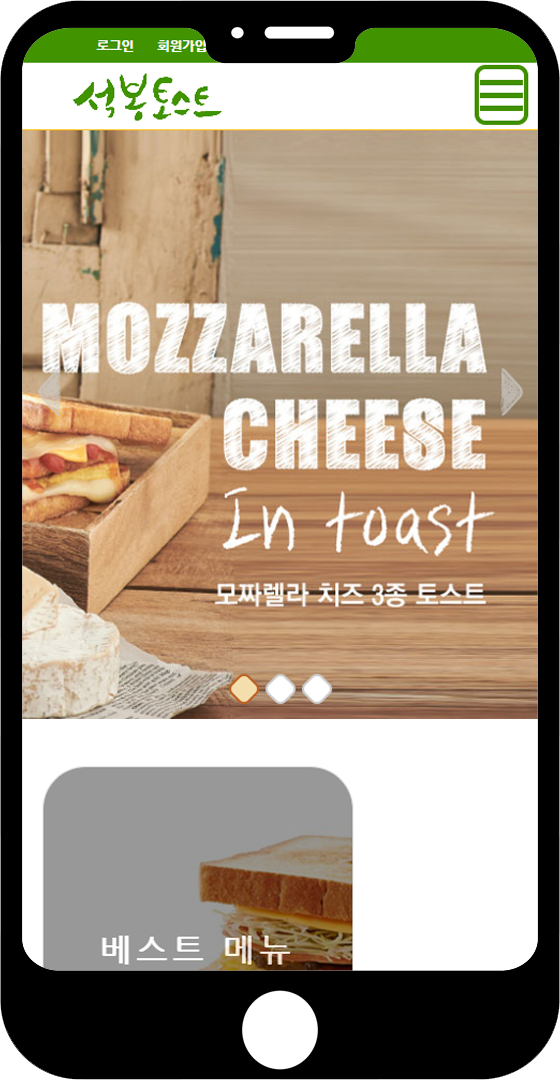 로그인 회원가입
석봉토스트
MOZZARELLA
CHEESE
In toast
모짜렐라 치즈 3종 토스트
베스트 메뉴